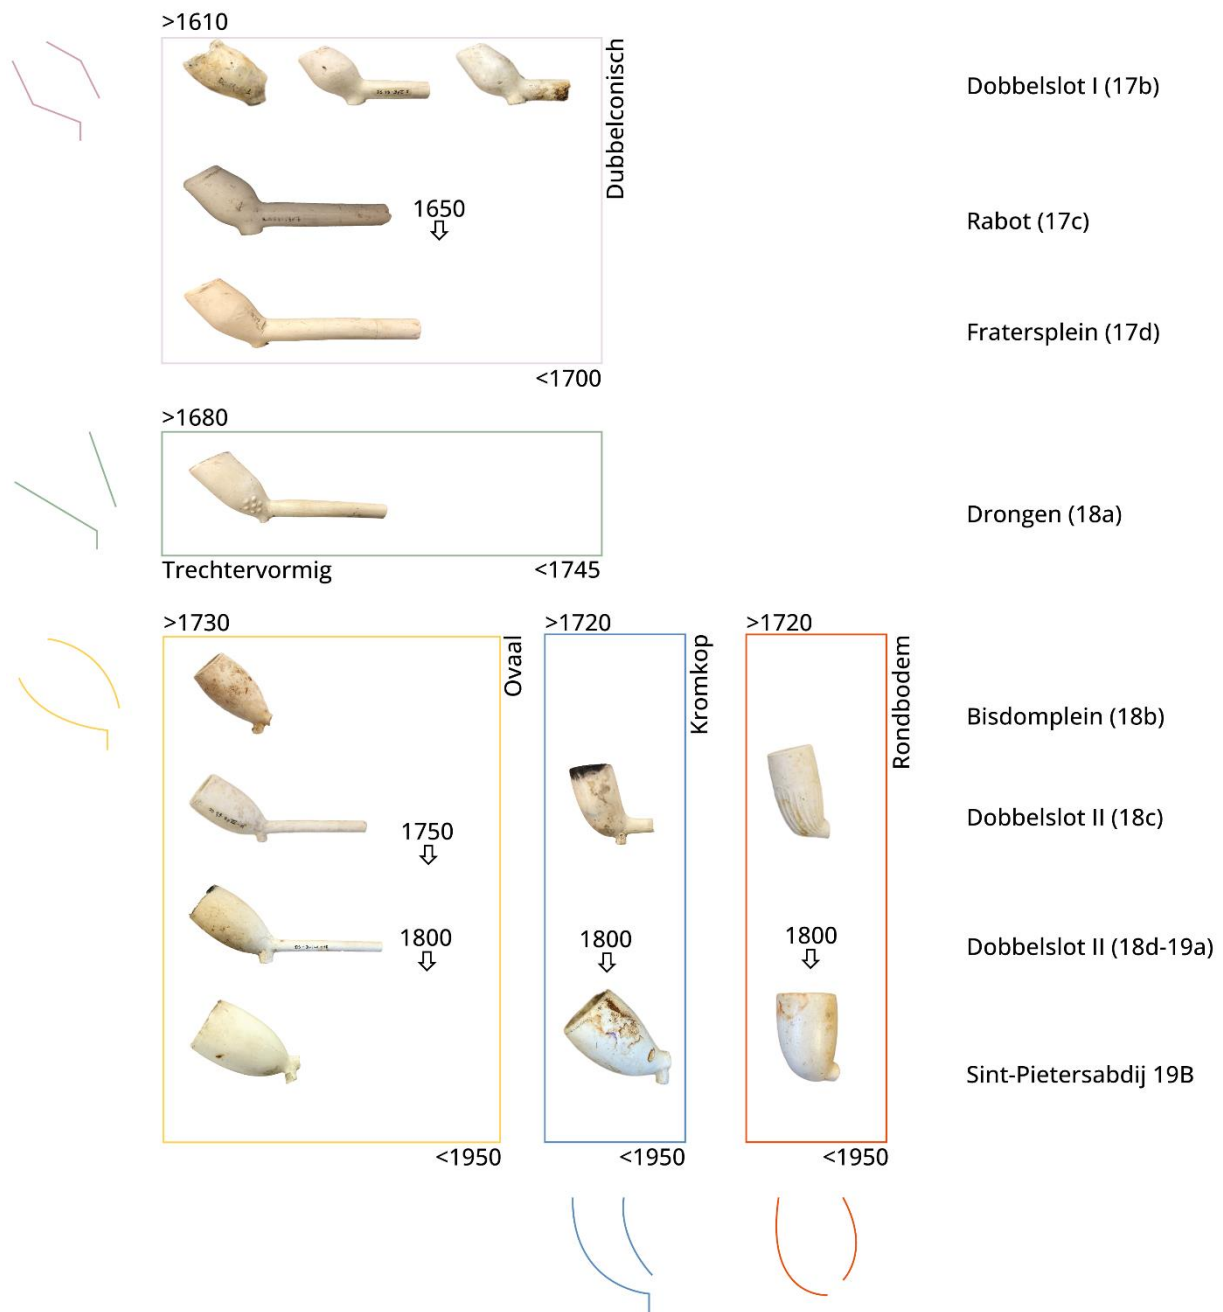 >1610
Dubbelconisch
Dobbelslot I (17b)
1650
Rabot (17c)
Fratersplein (17d)
<1700
>1680
Drongen (18a)
Trechtervormig
<1745
>1730
>1720
>1720
Ovaal
Kromkop
Rondbodem
Bisdomplein (18b)
Dobbelslot II (18c)
1750
1800
1800
1800
Dobbelslot II (18d-19a)
Sint-Pietersabdij 19B
<1950
<1950
<1950